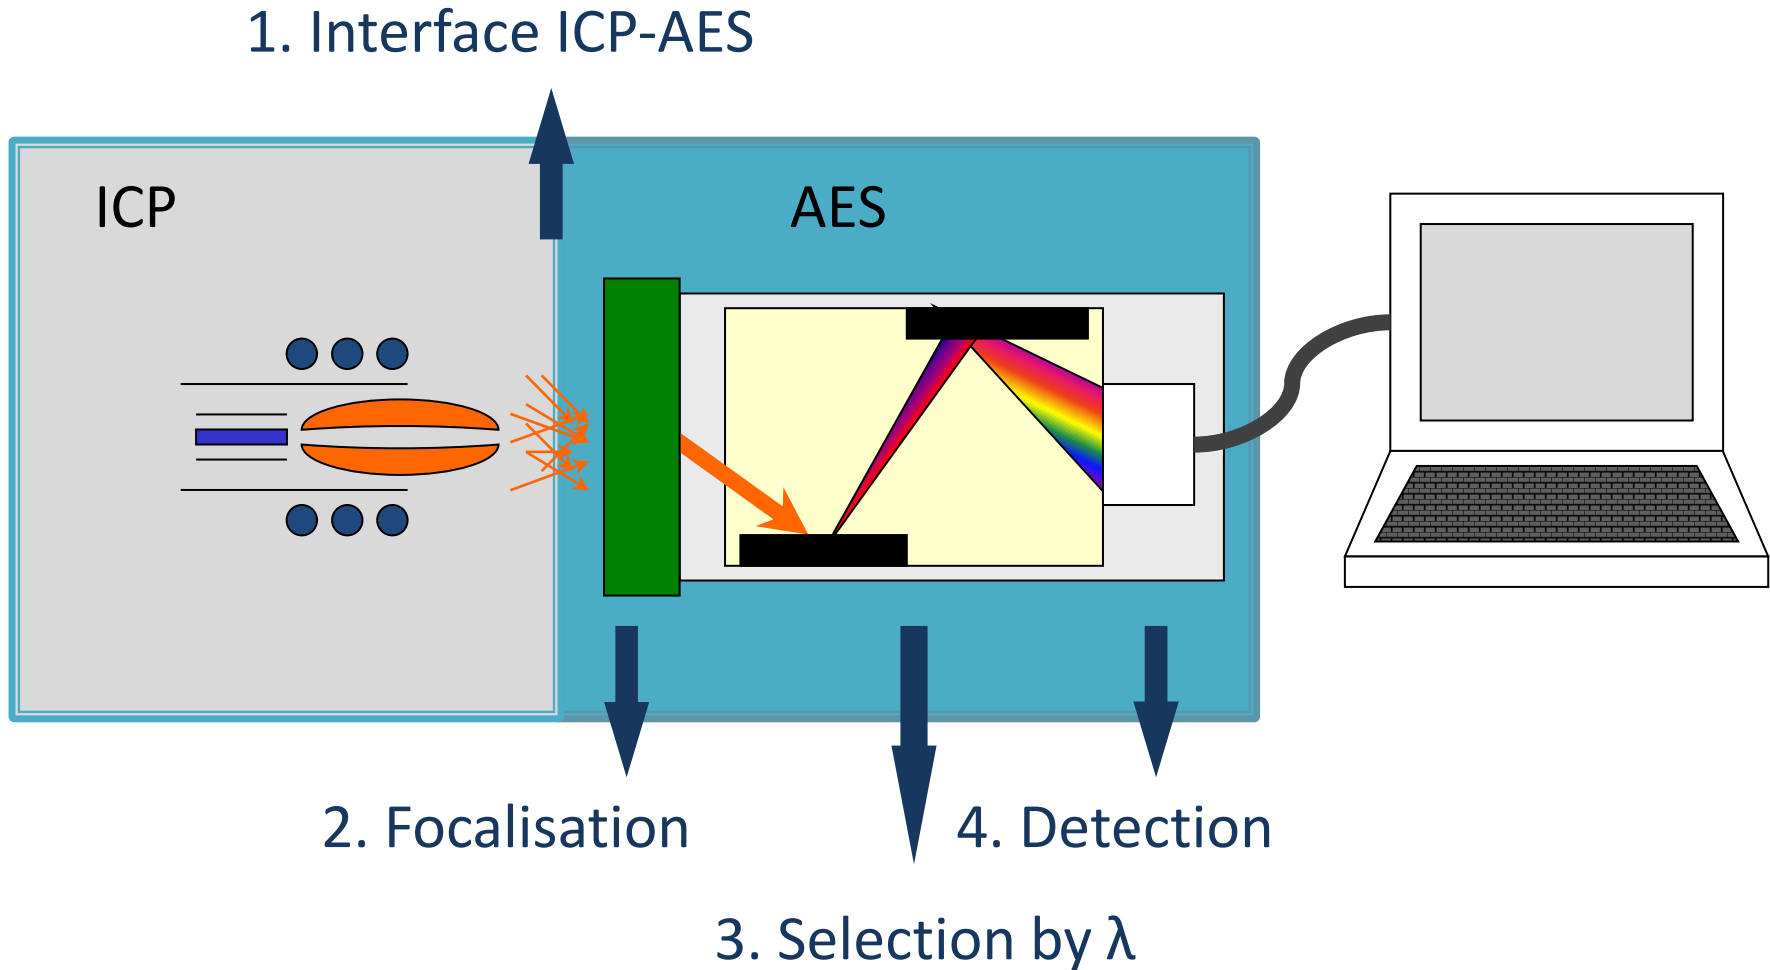 1. Interface ICP-AES
ICP
AES
2. Focalisation
4. Detection
3. Selection by λ